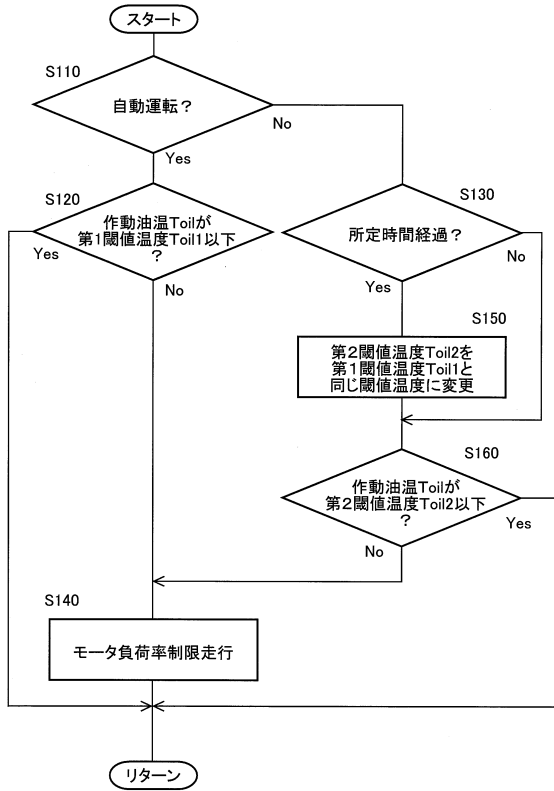 スタート
S110
自動運転？
No
Yes
S120
作動油温Toilが
第1閾値温度Toil1以下
？
Yes
No
S130
所定時間経過？
No
Yes
S150
第２閾値温度Toil2を
第１閾値温度Toil1と
同じ閾値温度に変更
S160
作動油温Toilが
第２閾値温度Toil2以下
？
Yes
No
S140
モータ負荷率制限走行
リターン